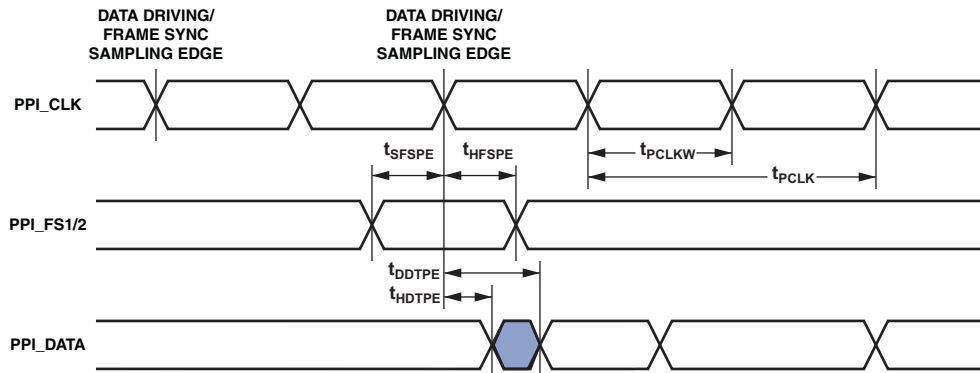 DATA DRIVING/
FRAME SYNC
SAMPLING EDGE
DATA DRIVING/
FRAME SYNC
SAMPLING EDGE
PPI_CLK
tSFSPE
tHFSPE
tPCLKW
tPCLK
PPI_FS1/2
tDDTPE
tHDTPE
PPI_DATA